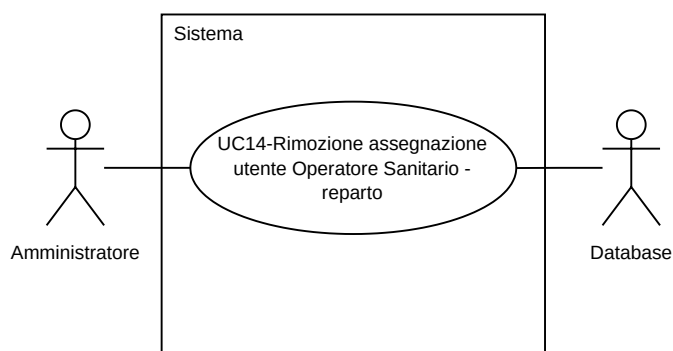 Sistema
UC14-Rimozione assegnazione
utente Operatore Sanitario -
reparto
Amministratore
Database